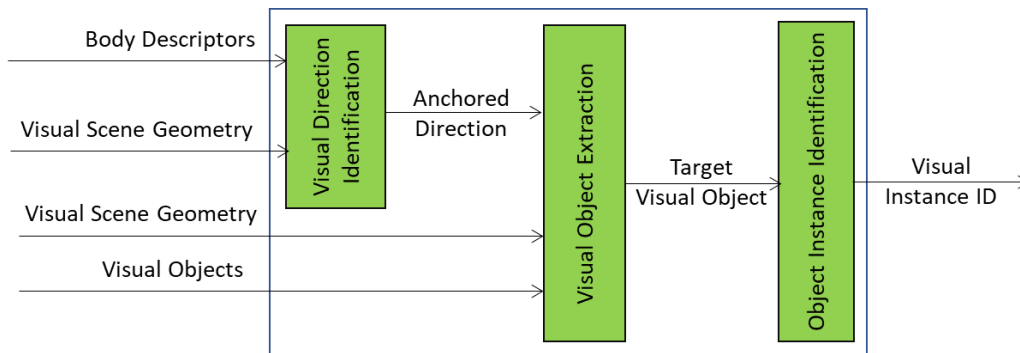 Body Descriptors
Visual Scene Geometry
Visual Direction
Identification
Anchored
Direction
Visual Scene Geometry
Visual Objects
Visual Object Extraction
Target
Visual Object
Object Instance Identification
Visual
Instance ID